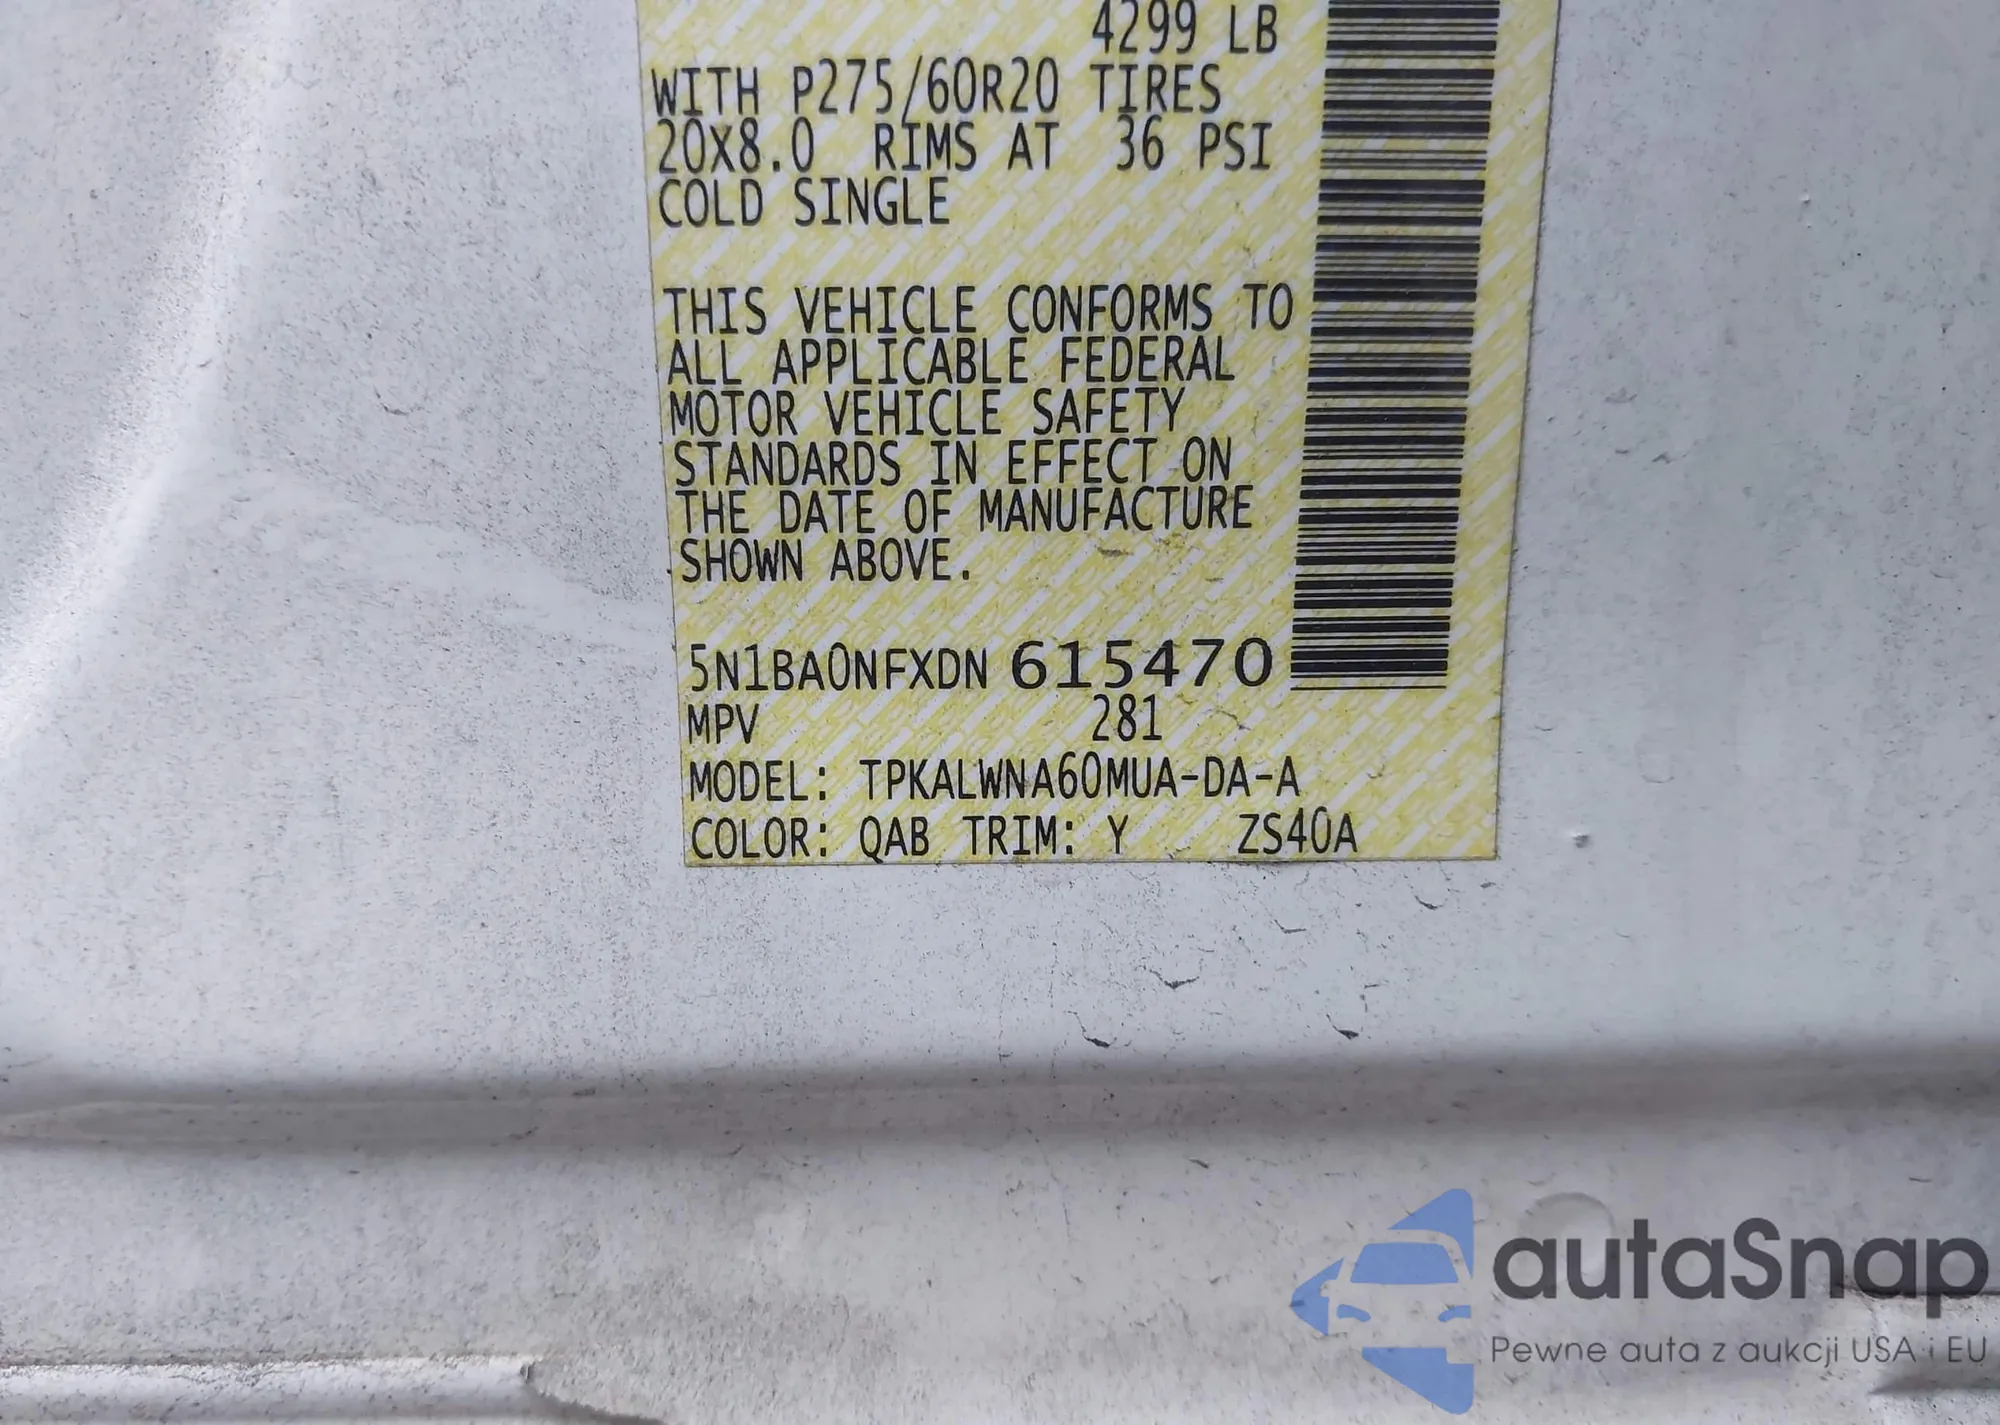 4299 LB
WITH P275/60R20 TIRES
20X8.0 RIMS AT 36 PSI
COLD SINGLE
THIS VEHICLE CONFORMS TO
ALL APPLICABLE FEDERAL
MOTOR VEHICLE SAFETY
STANDARDS IN EFFECT ON
THE DATE OF MANUFACTURE
SHOWN ABOVE.
5N1BA0NFXDN 615470
MPV 281
MODEL: TPKALWNA60MUA-DA-A
COLOR: QAB TRIM: Y ZS40A
autaSnap
Pewne auta z aukcji USA i EU